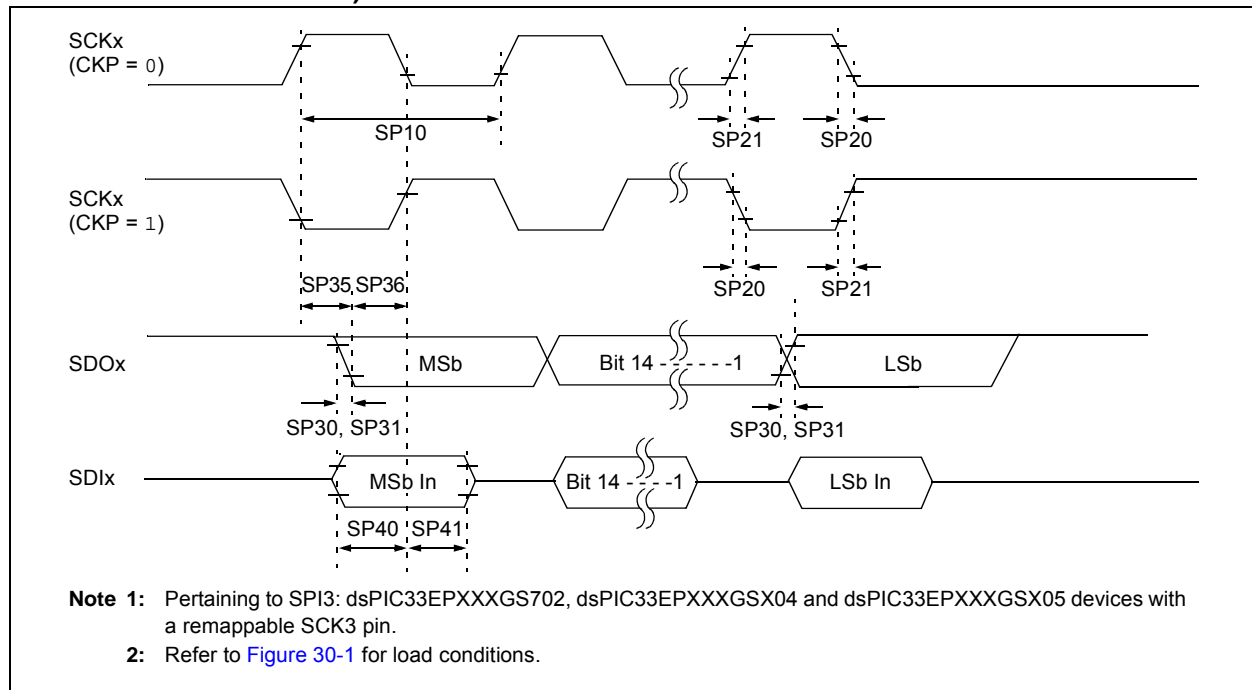 SCKx
(CKP = 0)
SP10
SP21
SP20
SCKx
(CKP = 1)
SP35
SP36
SP20
SP21
SDOx
MSb
Bit 14 - - - - - -1
LSb
SP30, SP31
SP30, SP31
SDIx
MSb In
Bit 14 - - - -1
LSb In
SP40
SP41
Note 1: Pertaining to SPI3: dsPIC33EPXXXGS702, dsPIC33EPXXXGSX04 and dsPIC33EPXXXGSX05 devices with
a remappable SCK3 pin.
2: Refer to Figure 30-1 for load conditions.